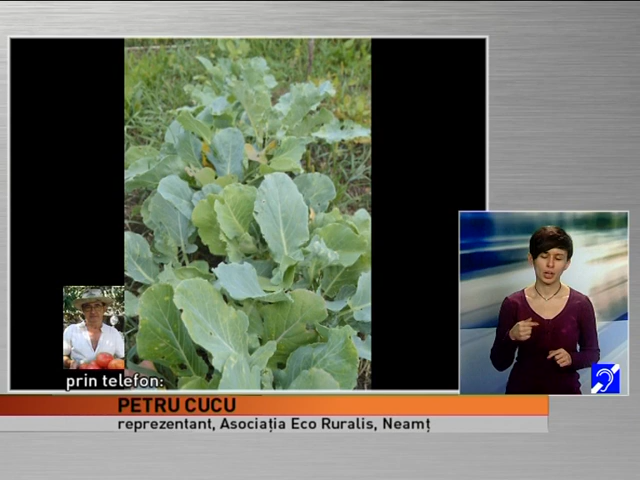 prin telefon:
PETRU CUCU
reprezentant, Asociația Eco Ruralis, Neamț